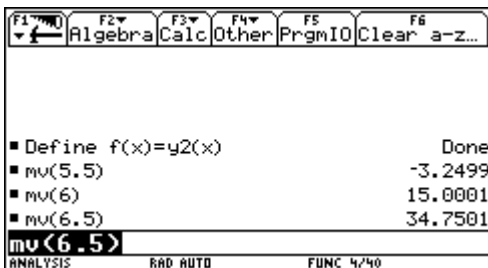 F1 F2 F3 F4 F5 F6
Algebra Calc Other PrgmIO Clear a-z…
▪ Define f(x)=y2(x) Done
▪ mv(5.5) -3.2499
▪ mv(6) 15.0001
▪ mv(6.5) 34.7501
mv(6.5)
ANALYSIS RAD AUTO FUNC 4/40